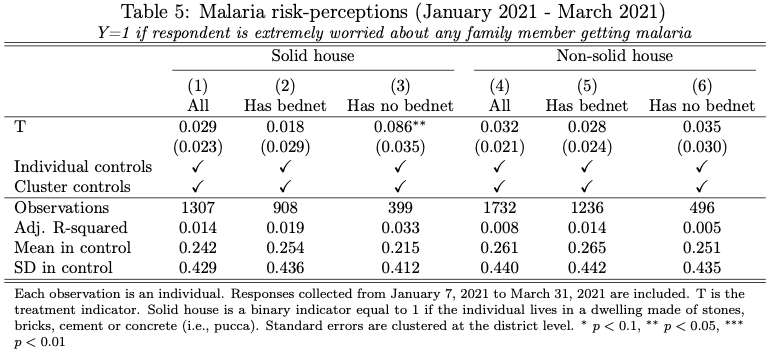 Table 5: Malaria risk-perceptions (January 2021 - March 2021)
Y=1 if respondent is extremely worried about any family member getting malaria
Solid house Non-solid house
(1) (2) (3) (4) (5) (6)
All Has bednet Has no bednet All Has bednet Has no bednet
T 0.029 0.018 0.086** 0.032 0.028 0.035
(0.023) (0.029) (0.035) (0.021) (0.024) (0.030)
Individual controls ✓ ✓ ✓ ✓ ✓ ✓
Cluster controls ✓ ✓ ✓ ✓ ✓ ✓
Observations 1307 908 399 1732 1236 496
Adj. R-squared 0.014 0.019 0.033 0.008 0.014 0.005
Mean in control 0.242 0.254 0.215 0.261 0.265 0.251
SD in control 0.429 0.436 0.412 0.440 0.442 0.435
Each observation is an individual. Responses collected from January 7, 2021 to March 31, 2021 are included. T is the
treatment indicator. Solid house is a binary indicator equal to 1 if the individual lives in a dwelling made of stones,
bricks, cement or concrete (i.e., pucca). Standard errors are clustered at the district level. * p < 0.1, ** p < 0.05, ***
p < 0.01